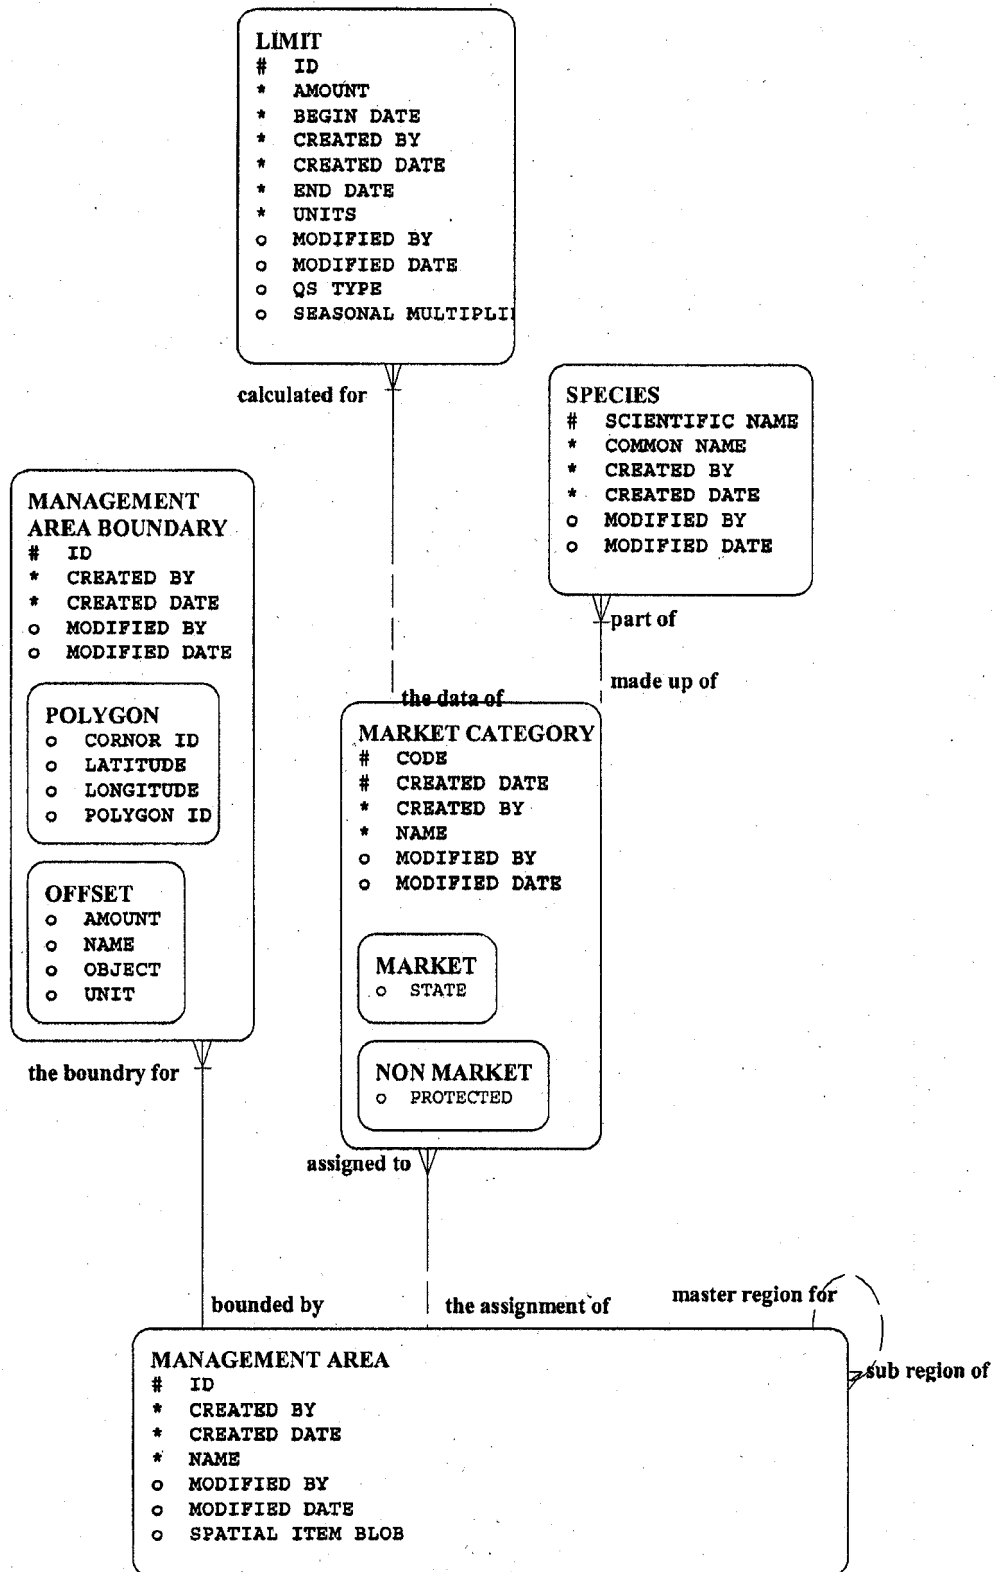 LIMIT
# ID
* AMOUNT
* BEGIN DATE
* CREATED BY
* CREATED DATE
* END DATE
* UNITS
o MODIFIED BY
o MODIFIED DATE
o QS TYPE
o SEASONAL MULTIPLI
calculated for
SPECIES
# SCIENTIFIC NAME
* COMMON NAME
* CREATED BY
* CREATED DATE
o MODIFIED BY
o MODIFIED DATE
part of
made up of
MANAGEMENT
AREA BOUNDARY
# ID
* CREATED BY
* CREATED DATE
o MODIFIED BY
o MODIFIED DATE
POLYGON
o CORNOR ID
o LATITUDE
o LONGITUDE
o POLYGON ID
OFFSET
o AMOUNT
o NAME
o OBJECT
o UNIT
the boundry for
the data of
MARKET CATEGORY
# CODE
# CREATED DATE
* CREATED BY
* NAME
o MODIFIED BY
o MODIFIED DATE
MARKET
o STATE
NON MARKET
o PROTECTED
assigned to
bounded by
the assignment of
master region for
sub region of
MANAGEMENT AREA
# ID
* CREATED BY
* CREATED DATE
* NAME
o MODIFIED BY
o MODIFIED DATE
o SPATIAL ITEM BLOB